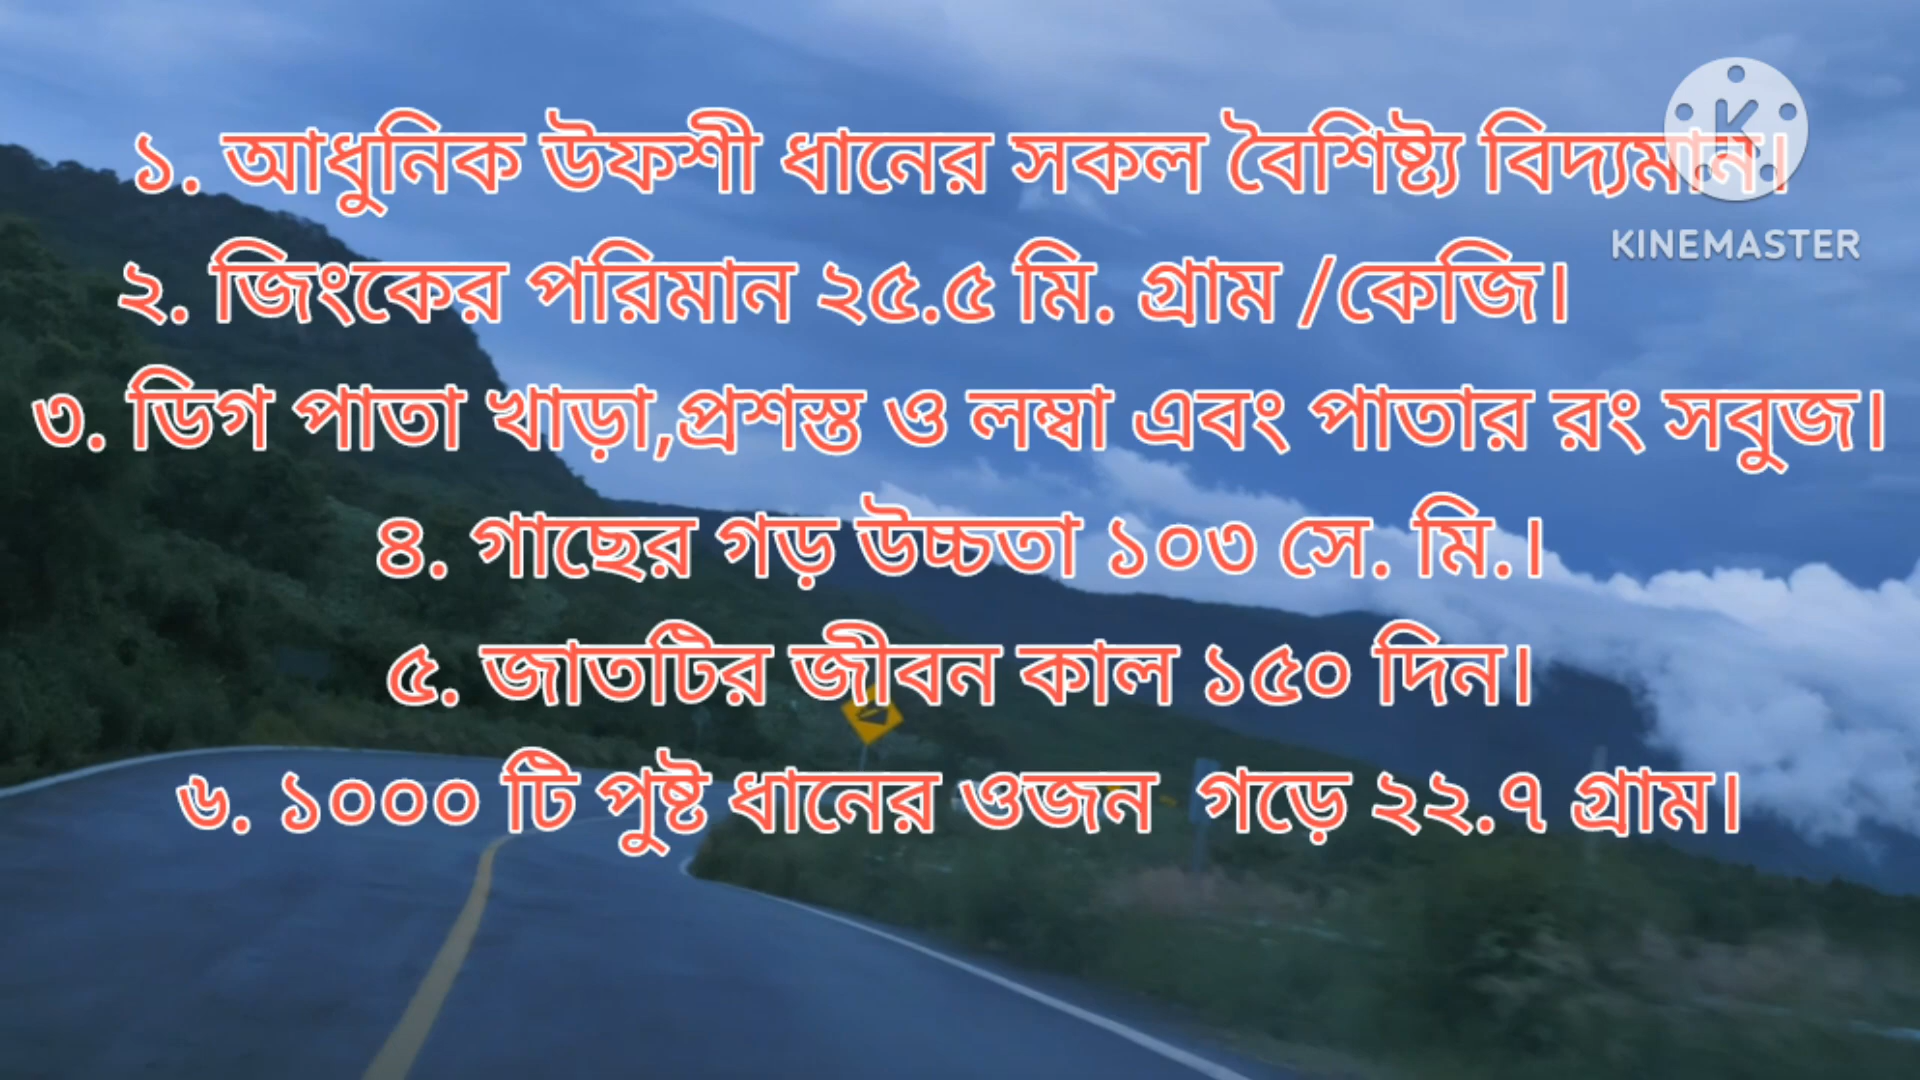 ১. আধুনিক উফশী ধানের সকল বৈশিষ্ট্য বিদ্যমান।
KINEMASTER
২. জিংকের পরিমান ২৫.৫ মি. গ্রাম /কেজি।
৩. ডিগ পাতা খাড়া,প্রশস্ত ও লম্বা এবং পাতার রং সবুজ।
৪. গাছের গড় উচ্চতা ১০৩ সে. মি.।
৫. জাতটির জীবন কাল ১৫০ দিন।
৬. ১০০০ টি পুষ্ট ধানের ওজন গড়ে ২২.৭ গ্রাম।